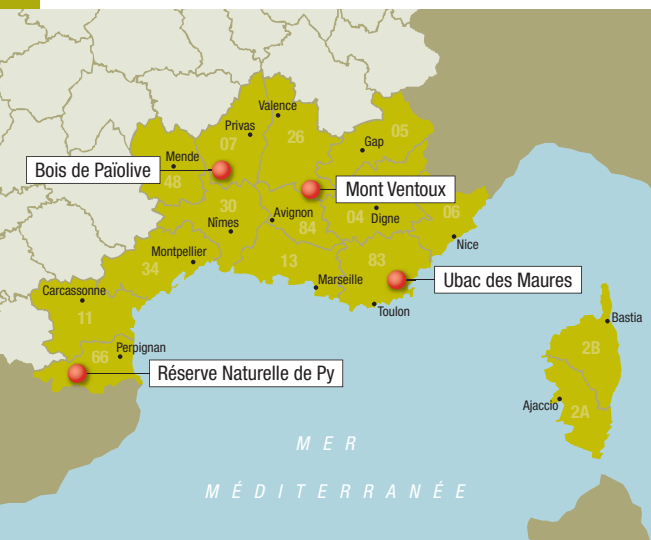 Valence
Privas
26
05
07
Gap
Mende
Bois de Païolive
48
Mont Ventoux
30
Avignon
04
Digne
06
Nîmes
84
Nice
Montpellier
34
13
83
Marseille
Ubac des Maures
Carcassonne
Toulon
11
Bastia
Perpignan
66
2B
Réserve Naturelle de Py
Ajaccio
2A
MER
MÉDITERRANÉE